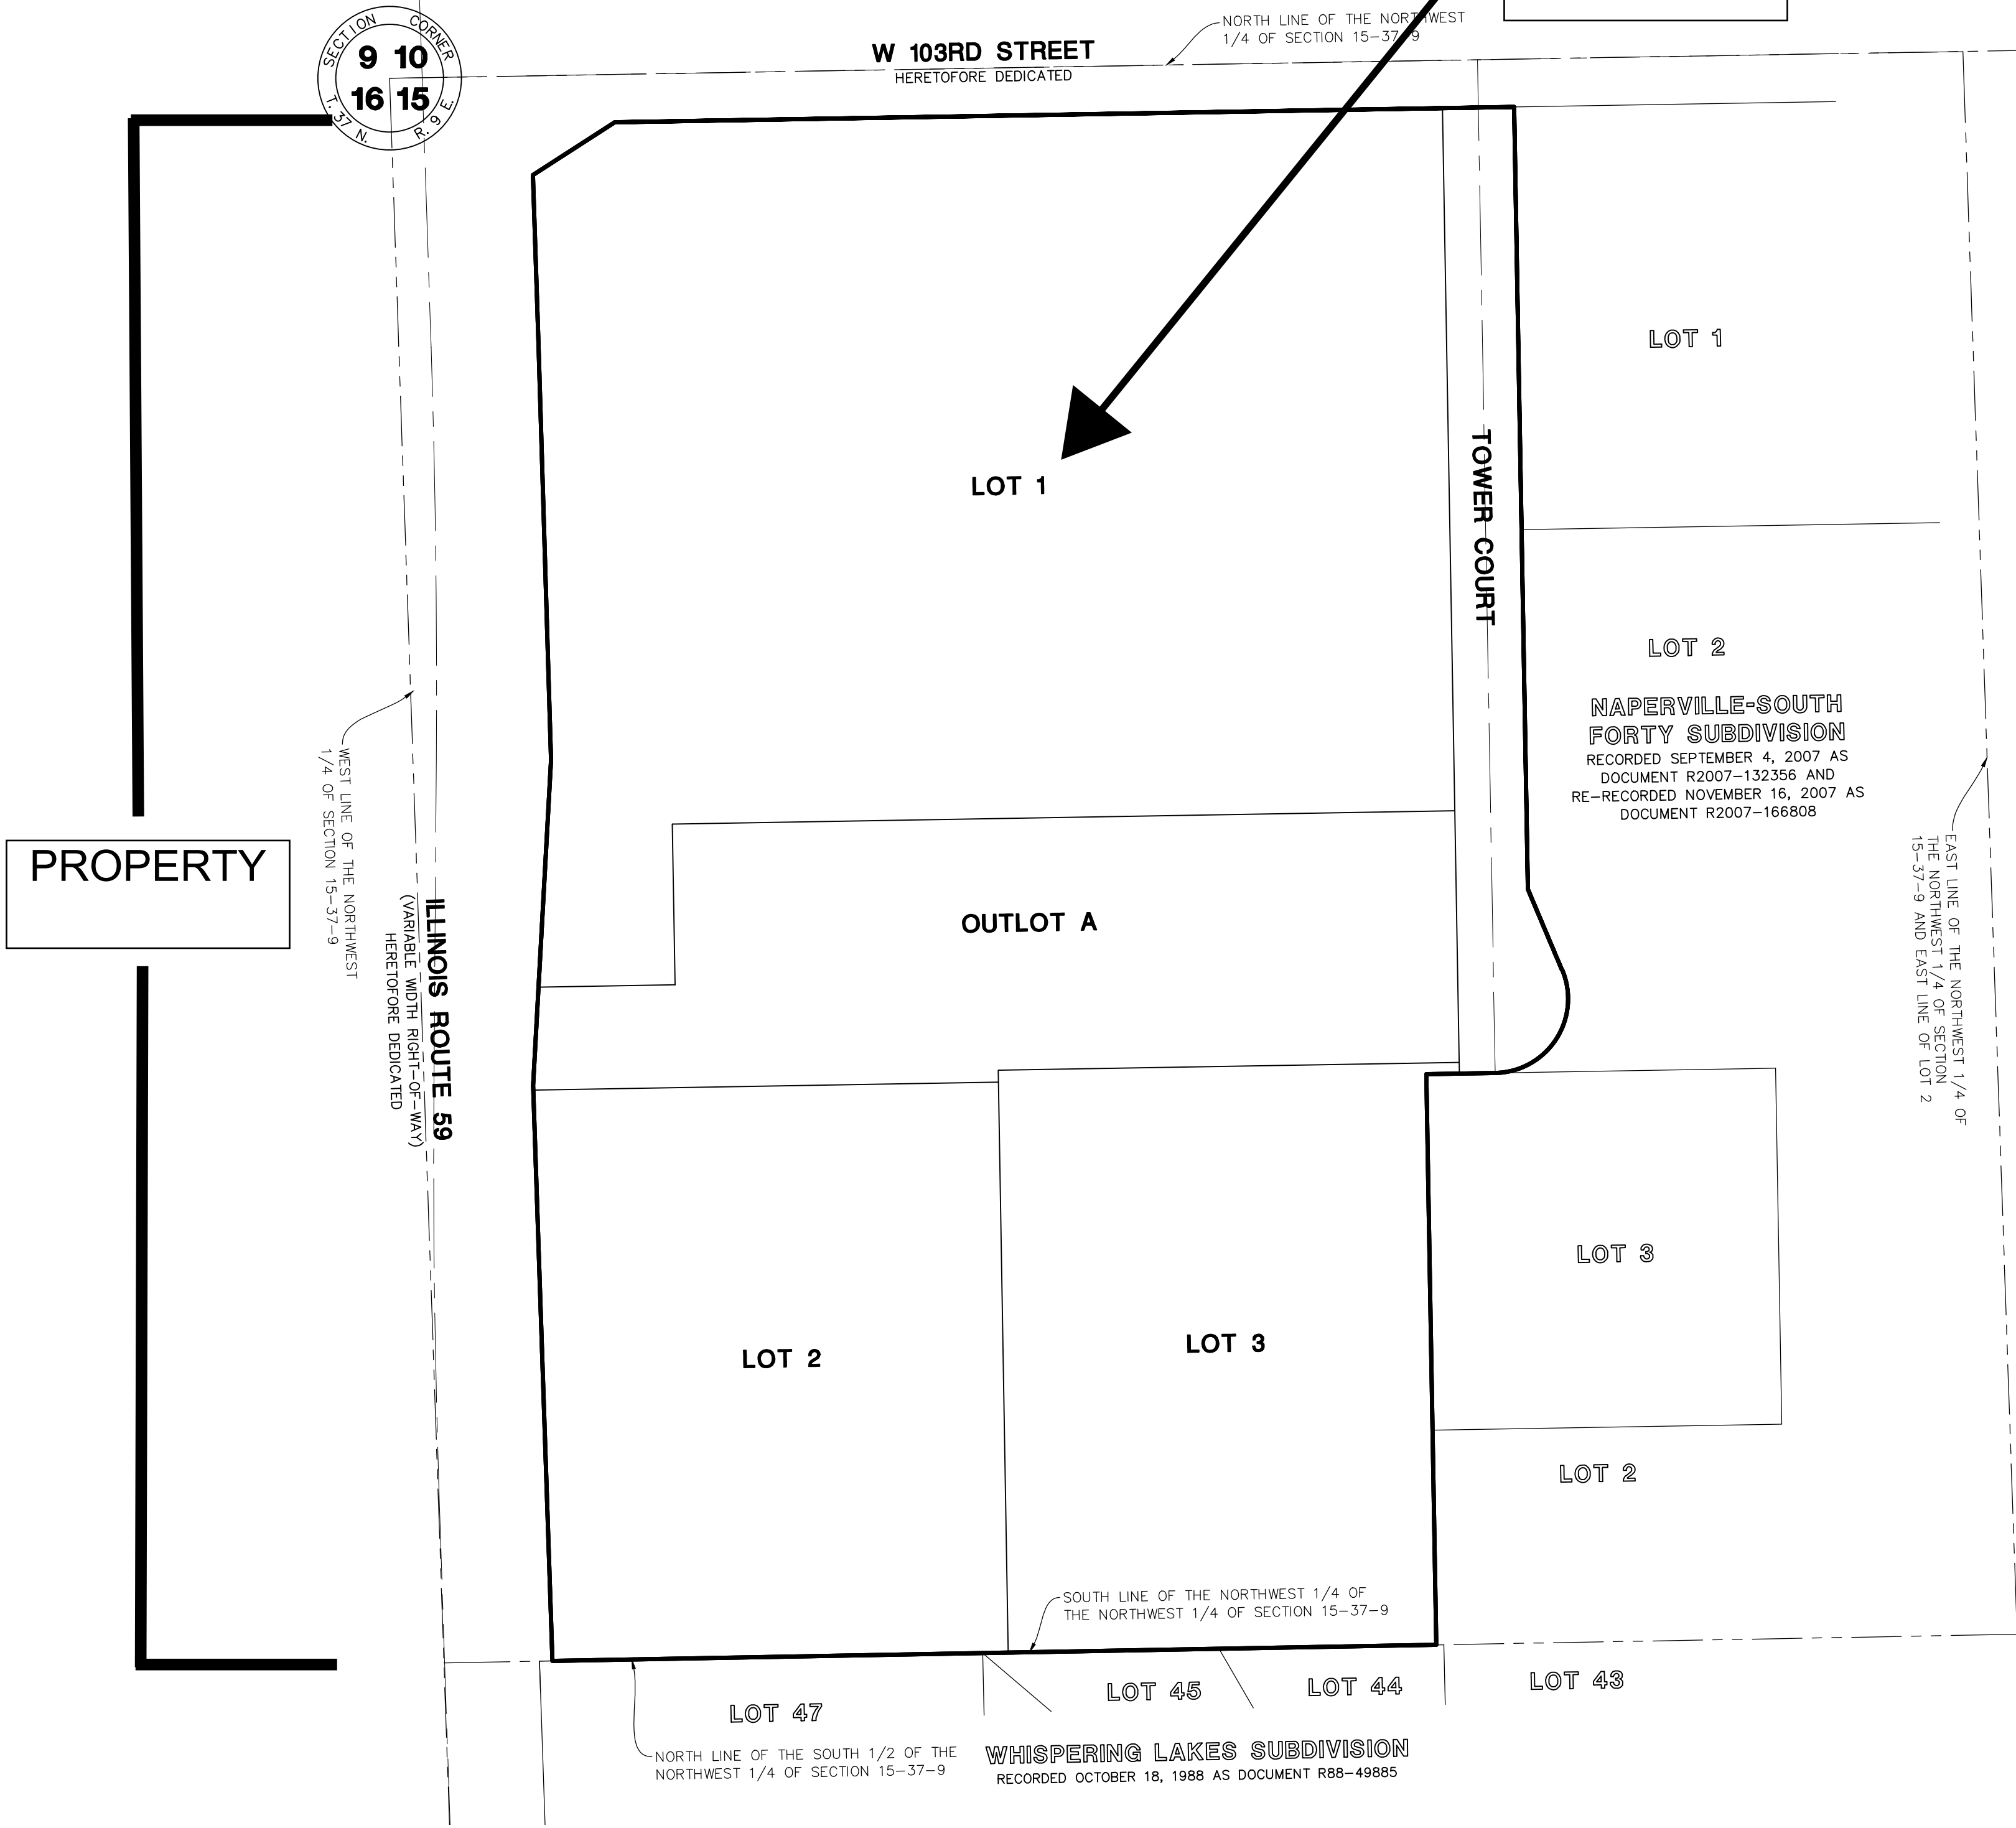 SECTION CORNER
9 10
16 15
T. 37 N. R. 9 E.
W 103RD STREET
HERETOFORE DEDICATED
NORTH LINE OF THE NORTHWEST
1/4 OF SECTION 15-37-9
LOT 1
TOWER COURT
LOT 1
LOT 2
NAPERVILLE-SOUTH
FORTY SUBDIVISION
RECORDED SEPTEMBER 4, 2007 AS
DOCUMENT R2007-132356 AND
RE-RECORDED NOVEMBER 16, 2007 AS
DOCUMENT R2007-166808
PROPERTY
WEST LINE OF THE NORTHWEST
1/4 OF SECTION 15-37-9
ILLINOIS ROUTE 59
(VARIABLE WIDTH RIGHT-OF-WAY)
HERETOFORE DEDICATED
OUTLOT A
EAST LINE OF THE NORTHWEST 1/4 OF
THE NORTHWEST 1/4 OF SECTION
15-37-9 AND EAST LINE OF LOT 2
LOT 2
LOT 3
LOT 3
LOT 2
SOUTH LINE OF THE NORTHWEST 1/4 OF
THE NORTHWEST 1/4 OF SECTION 15-37-9
LOT 47
LOT 45
LOT 44
LOT 43
NORTH LINE OF THE SOUTH 1/2 OF THE
NORTHWEST 1/4 OF SECTION 15-37-9
WHISPERING LAKES SUBDIVISION
RECORDED OCTOBER 18, 1988 AS DOCUMENT R88-49885